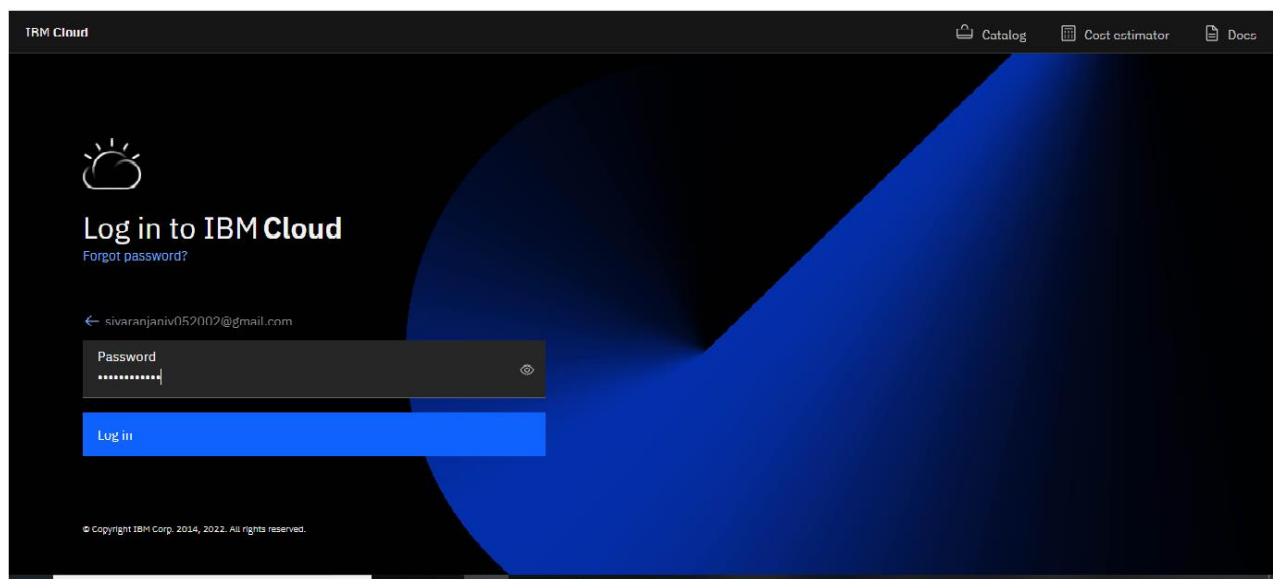 IBM Cloud
Catalog
Cost estimator
Docs
Log in to IBM Cloud
Forgot password?
← sivaranjaniv052002@gmail.com
Password
••••••••••••
Log in
© Copyright IBM Corp. 2014, 2022. All rights reserved.